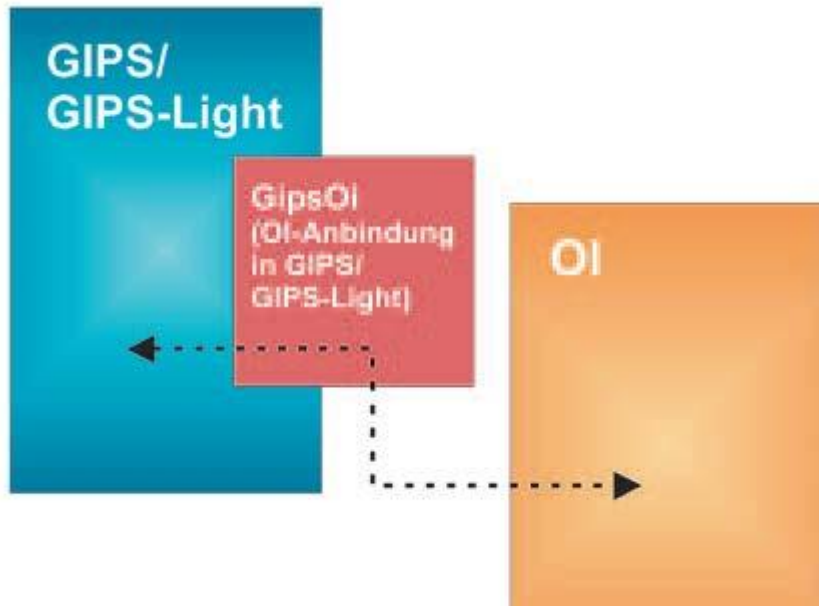 GIPS/
GIPS-Light
GipsOi
(OI-Anbindung
in GIPS/
GIPS-Light)
OI